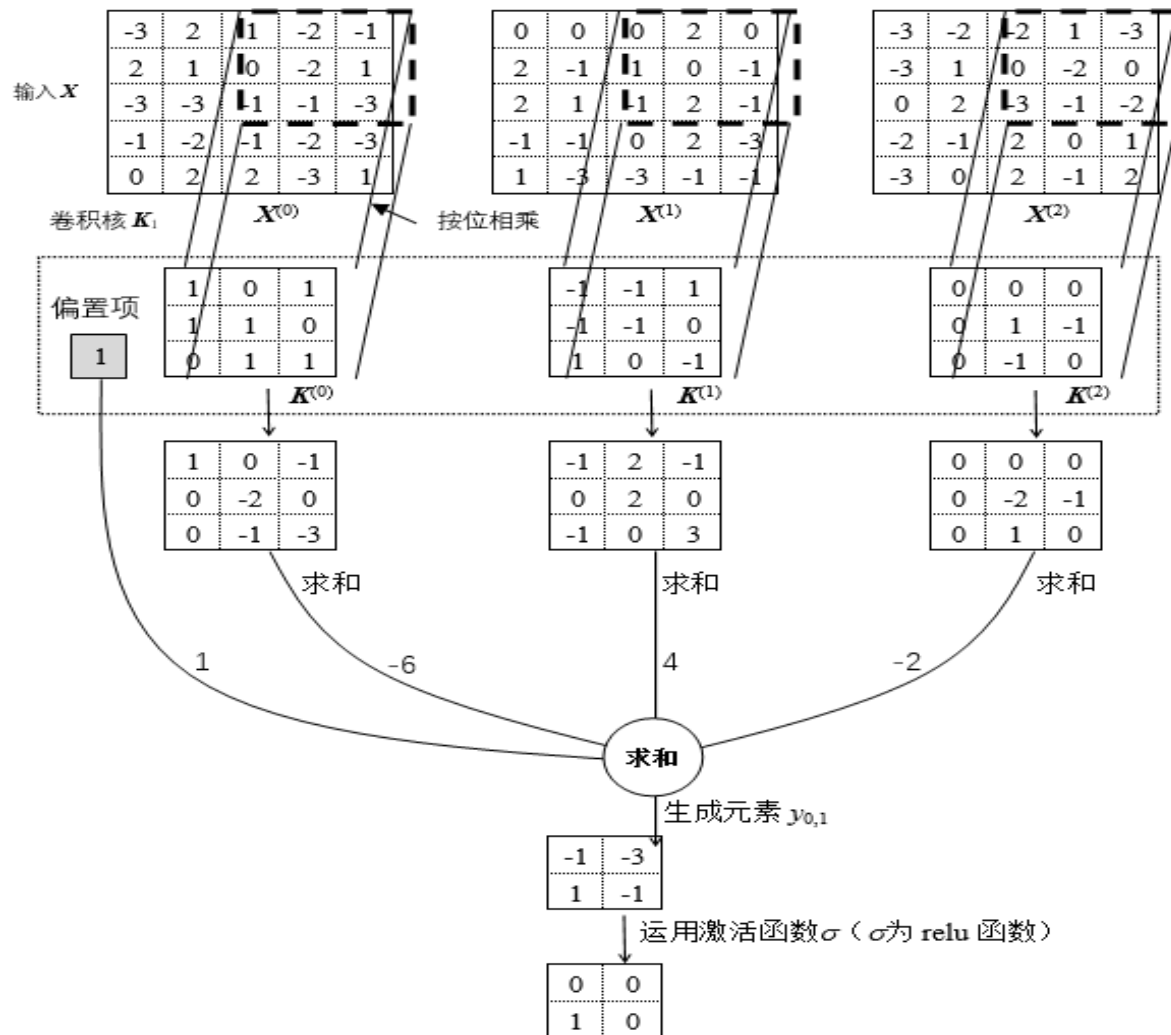 -3 2 1 -2 -1 0 0 0 2 0 -3 -2 -2 1 -3
2 1 0 -2 1 2 -1 1 0 -1 -3 1 0 -2 0
输入 X -3 -3 -1 -1 -3 2 1 -1 2 -1 0 2 -3 -1 -2
-1 -2 -1 -2 -3 -1 -1 0 2 -3 -2 -1 2 0 1
0 2 2 -3 1 1 -3 -3 -1 -1 -3 0 2 -1 2
卷积核 K1 X(0) 按位相乘 X(1) X(2)
1 0 1 -1 -1 1 0 0 0
偏置项 1 1 0 -1 -1 0 0 1 -1
1 0 1 1 1 0 -1 0 -1 0
K(0) K(1) K(2)
1 0 -1 -1 2 -1 0 0 0
0 -2 0 0 2 0 0 -2 -1
0 -1 -3 -1 0 3 0 1 0
求和 求和 求和
1 -6 4 -2
求和
生成元素 y0,1
-1 -3
1 -1
运用激活函数σ（σ为 relu 函数）
0 0
1 0